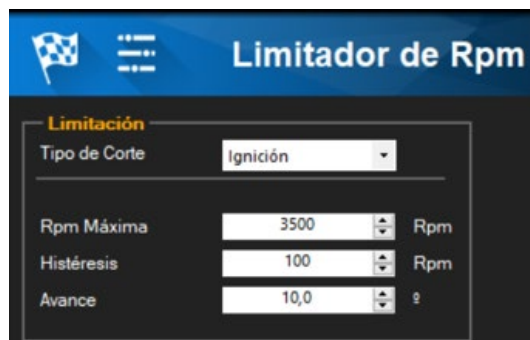 Limitador de Rpm
Limitación
Tipo de Corte Ignición
Rpm Máxima 3500 Rpm
Histéresis 100 Rpm
Avance 10,0 º